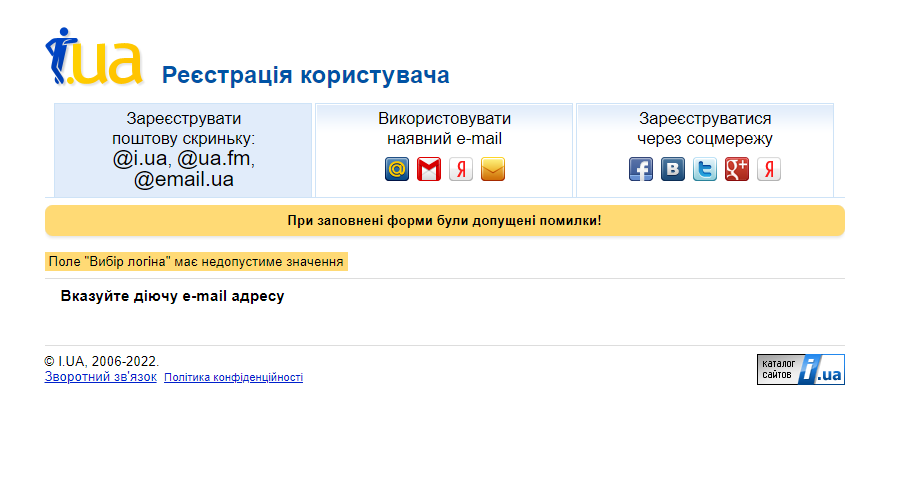 i.ua Реєстрація користувача
Зареєструвати
поштову скриньку:
@i.ua, @ua.fm,
@email.ua
Використовувати
наявний e-mail
@ M Я
Зареєструватися
через соцмережу
f B t g+ Я
При заповнені форми були допущені помилки!
Поле "Вибір логіна" має недопустиме значення
Вказуйте діючу e-mail адресу
© I.UA, 2006-2022.
Зворотний зв'язок Політика конфіденційності
каталог
сайтов i.ua